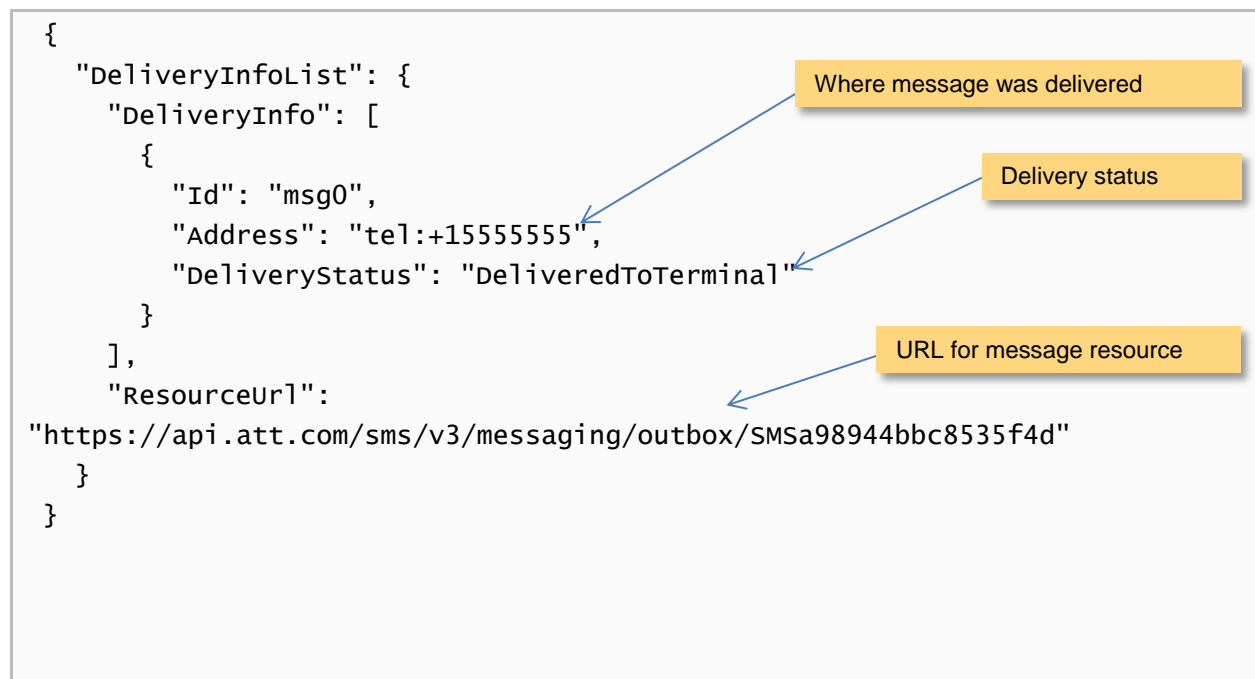 {
"DeliveryInfoList": {
Where message was delivered
"DeliveryInfo": [
{
Delivery status
"Id": "msg0",
"Address": "tel:+15555555",
"DeliveryStatus": "DeliveredToTerminal"
}
URL for message resource
],
"ResourceUrl":
"https://api.att.com/sms/v3/messaging/outbox/SMSa98944bbc8535f4d"
}
}